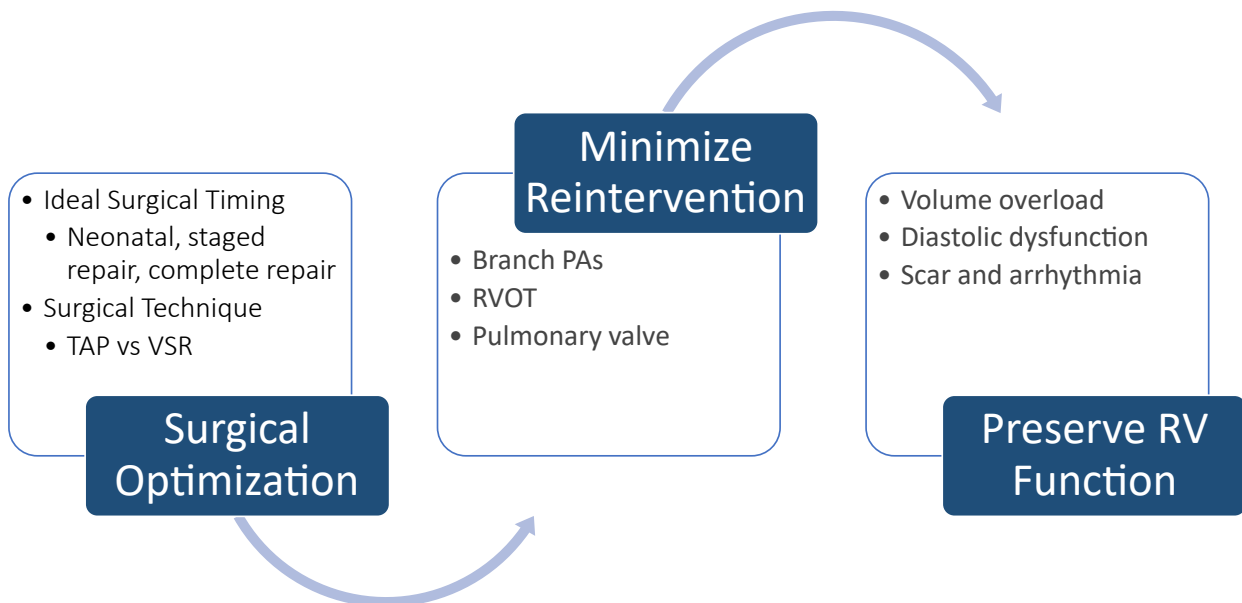 • Ideal Surgical Timing
• Neonatal, staged
repair, complete repair
• Surgical Technique
• TAP vs VSR
Surgical
Optimization
Minimize
Reintervention
• Branch PAs
• RVOT
• Pulmonary valve
• Volume overload
• Diastolic dysfunction
• Scar and arrhythmia
Preserve RV
Function